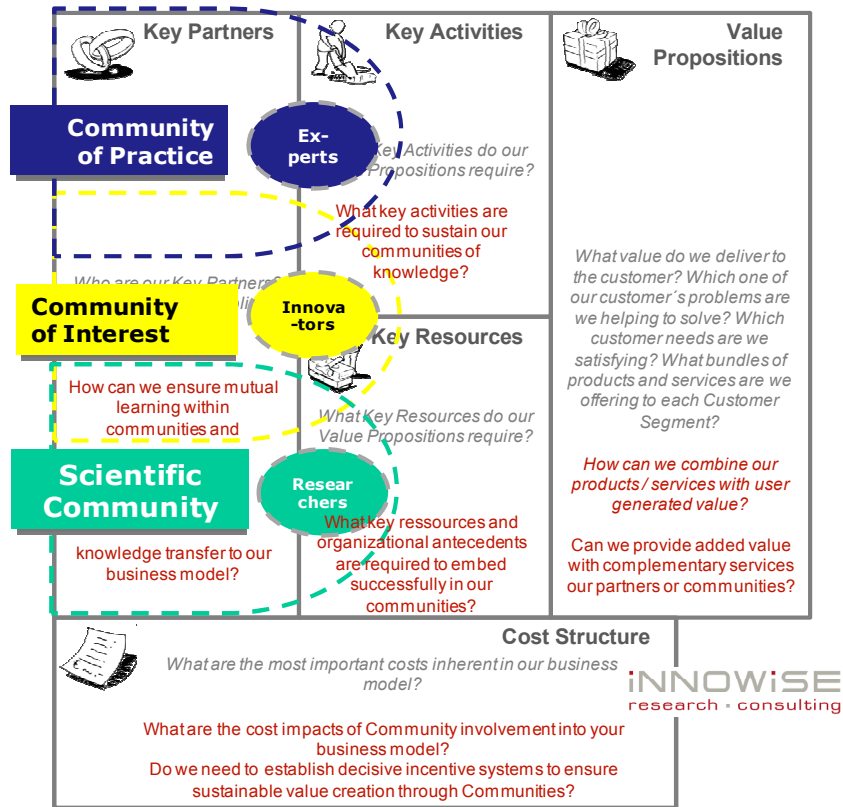 Key Partners
Community
of Practice
Ex-
perts
Who are our Key Partners?
Community
of Interest
Innova
-tors
How can we ensure mutual
learning within
communities and
Scientific
Community
Resear
chers
knowledge transfer to our
business model?
Key Activities
Key Activities do our
Propositions require?
What key activities are
required to sustain our
communities of
knowledge?
Key Resources
What Key Resources do our
Value Propositions require?
What key ressources and
organizational antecedents
are required to embed
successfully in our
communities?
Value
Propositions
What value do we deliver to
the customer? Which one of
our customer´s problems are
we helping to solve? Which
customer needs are we
satisfying? What bundles of
products and services are we
offering to each Customer
Segment?
How can we combine our
products / services with user
generated value?
Can we provide added value
with complementary services
our partners or communities?
Cost Structure
What are the most important costs inherent in our business
model?
What are the cost impacts of Community involvement into your
business model?
Do we need to establish decisive incentive systems to ensure
sustainable value creation through Communities?
iNNOWiSE
research · consulting